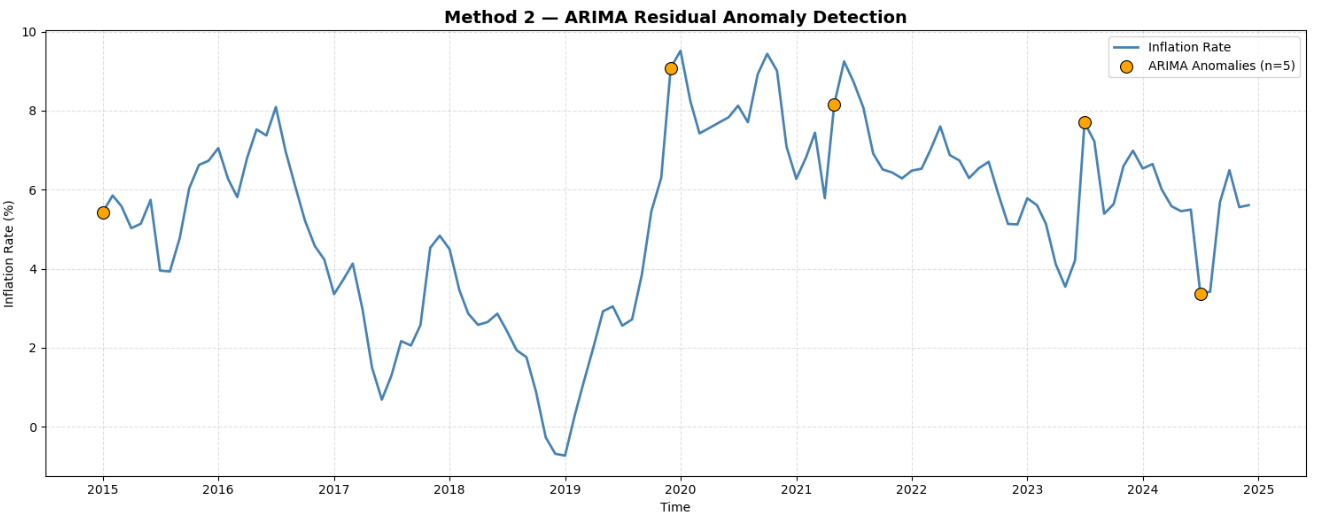 Method 2 — ARIMA Residual Anomaly Detection
Inflation Rate
ARIMA Anomalies (n=5)
Inflation Rate (%)
10
8
6
4
2
0
2015 2016 2017 2018 2019 2020 2021 2022 2023 2024 2025
Time